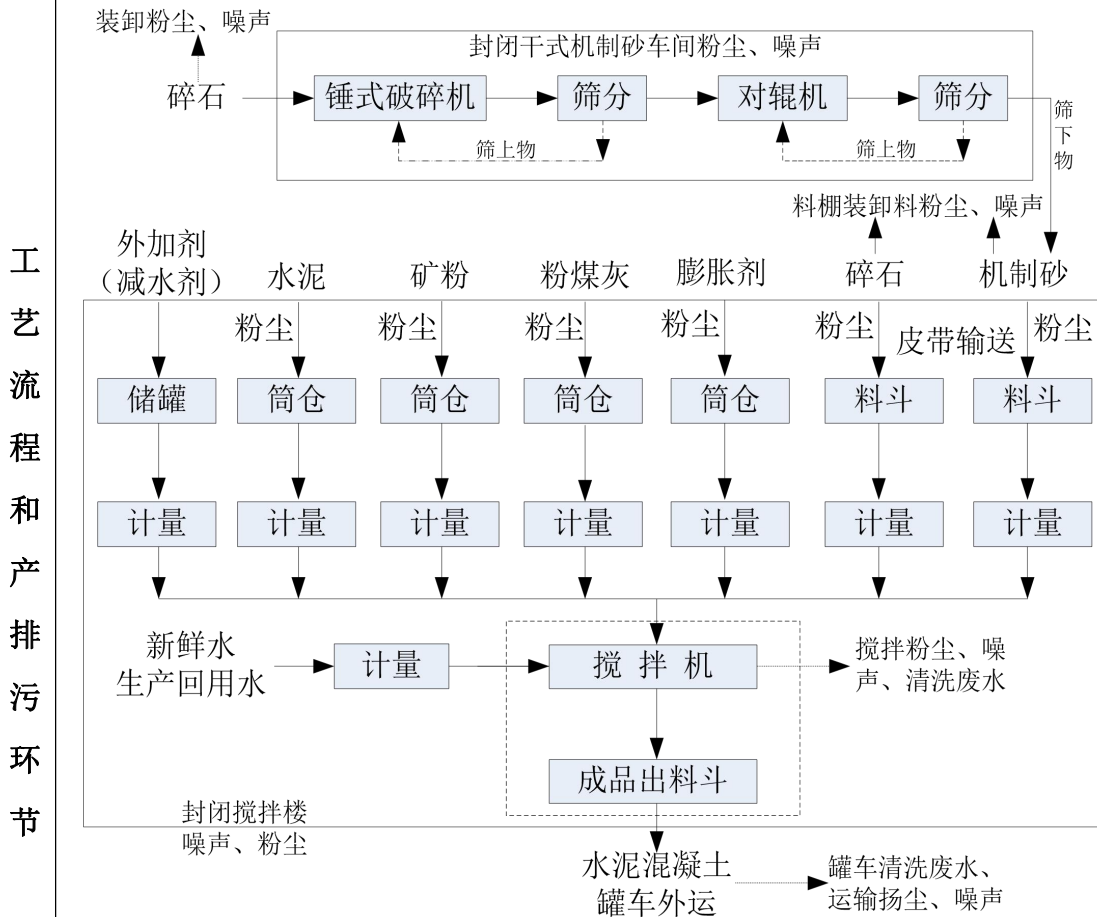 工艺流程和产排污环节
装卸粉尘、噪声
封闭干式机制砂车间粉尘、噪声
碎石
锤式破碎机
筛分
对辊机
筛分
筛上物
筛上物
筛下物
料棚装卸料粉尘、噪声
外加剂
（减水剂）
水泥
矿粉
粉煤灰
膨胀剂
碎石
机制砂
粉尘
粉尘
粉尘
粉尘
粉尘
皮带输送
粉尘
储罐
筒仓
筒仓
筒仓
筒仓
料斗
料斗
计量
计量
计量
计量
计量
计量
计量
新鲜水
生产回用水
计量
搅 拌 机
搅拌粉尘、噪
声、清洗废水
成品出料斗
封闭搅拌楼
噪声、粉尘
水泥混凝土
罐车外运
罐车清洗废水、
运输扬尘、噪声